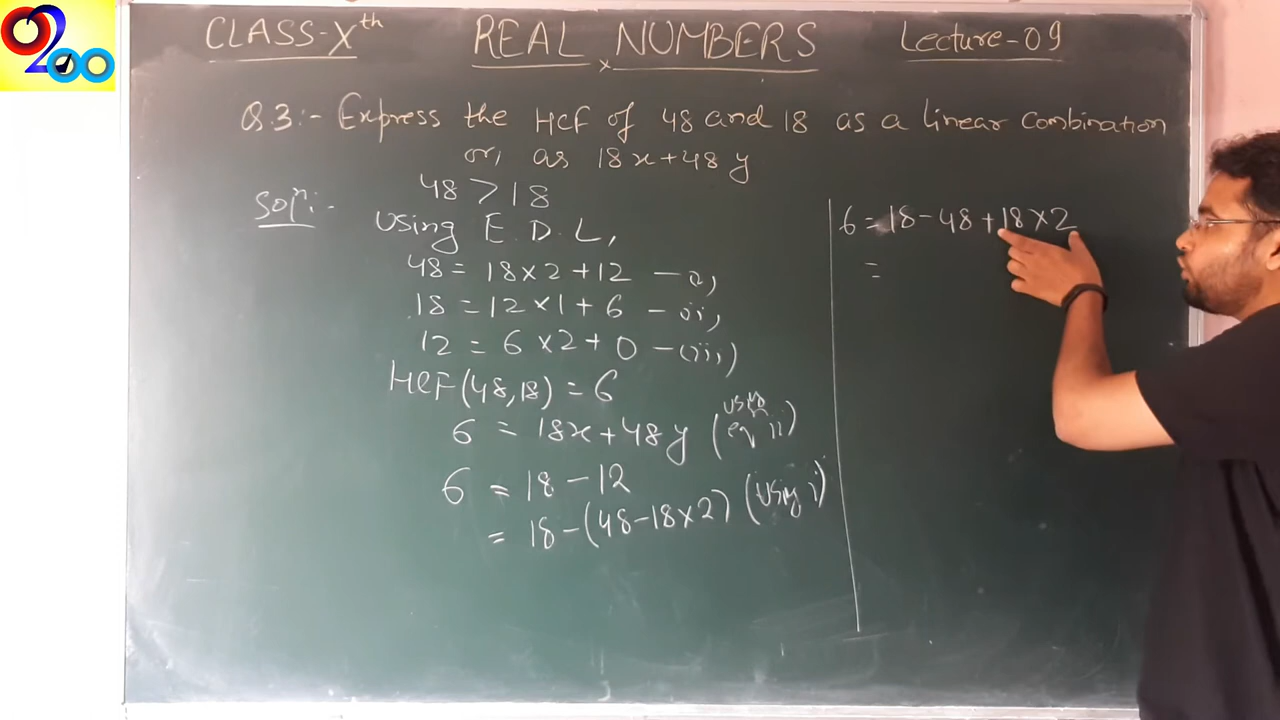 0200
CLASS-Xth REAL NUMBERS Lecture-09
Q.3:- Express the HCF of 48 and 18 as a linear combination
or, as 18x+48y
Solⁿ:- 48 > 18
Using E.D.L,
48 = 18×2+12 —i,
18 = 12×1+6 —ii,
12 = 6×2+0 —(iii,)
HCF(48,18) = 6
6 = 18x+48y (using eqⁿ ii)
6 = 18-12
= 18-(48-18×2) (Using i)
6 = 18-48+18×2
=